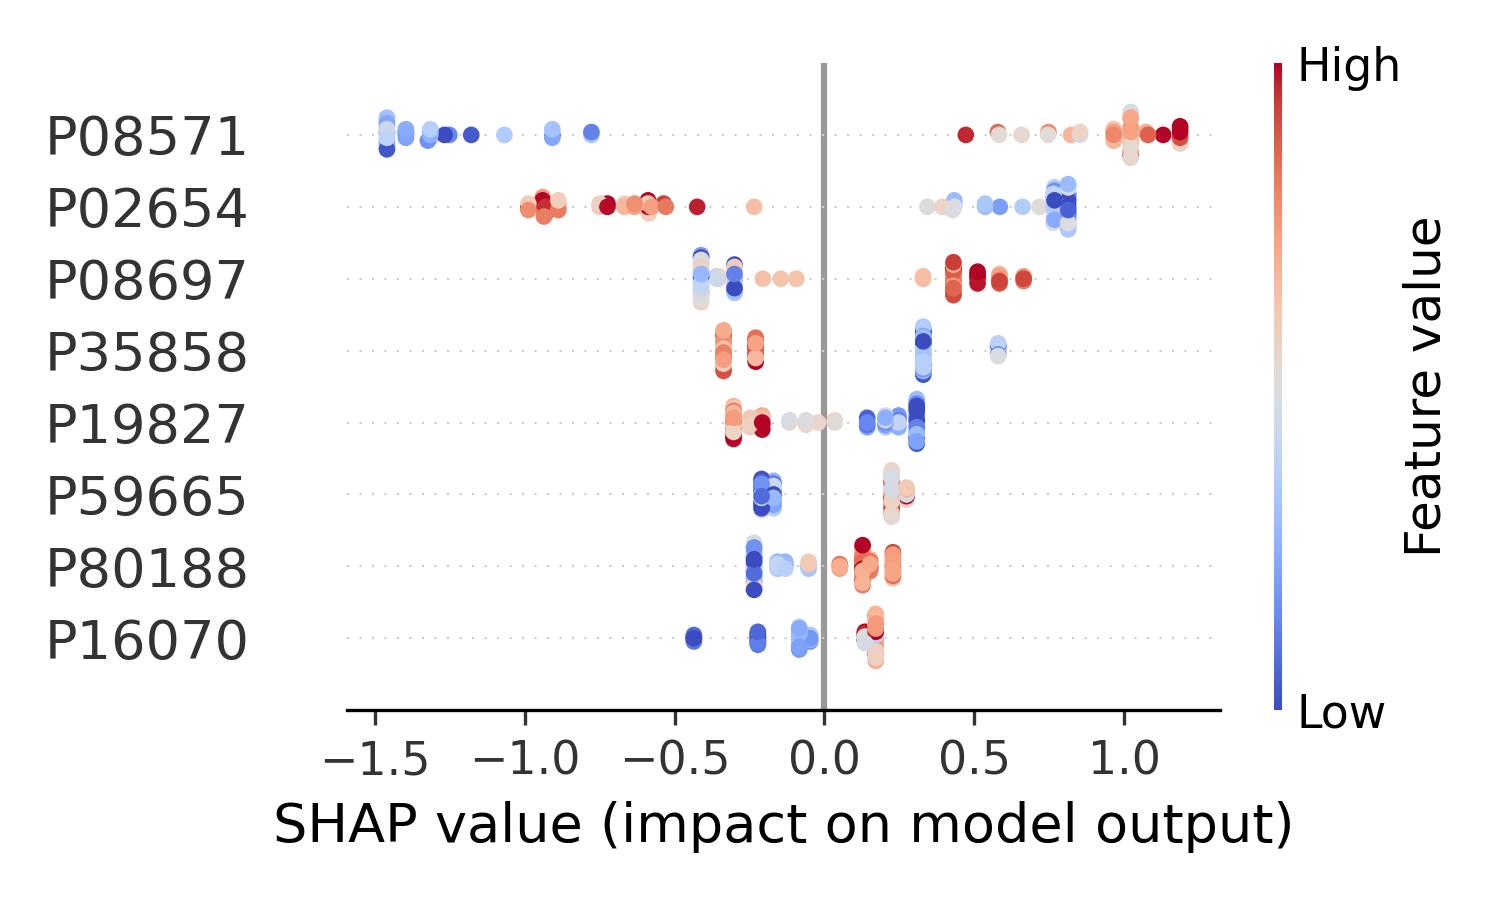 High
P08571
P02654
P08697
P35858
P19827
P59665
P80188
P16070
Feature value
Low
−1.5 −1.0 −0.5 0.0 0.5 1.0
SHAP value (impact on model output)